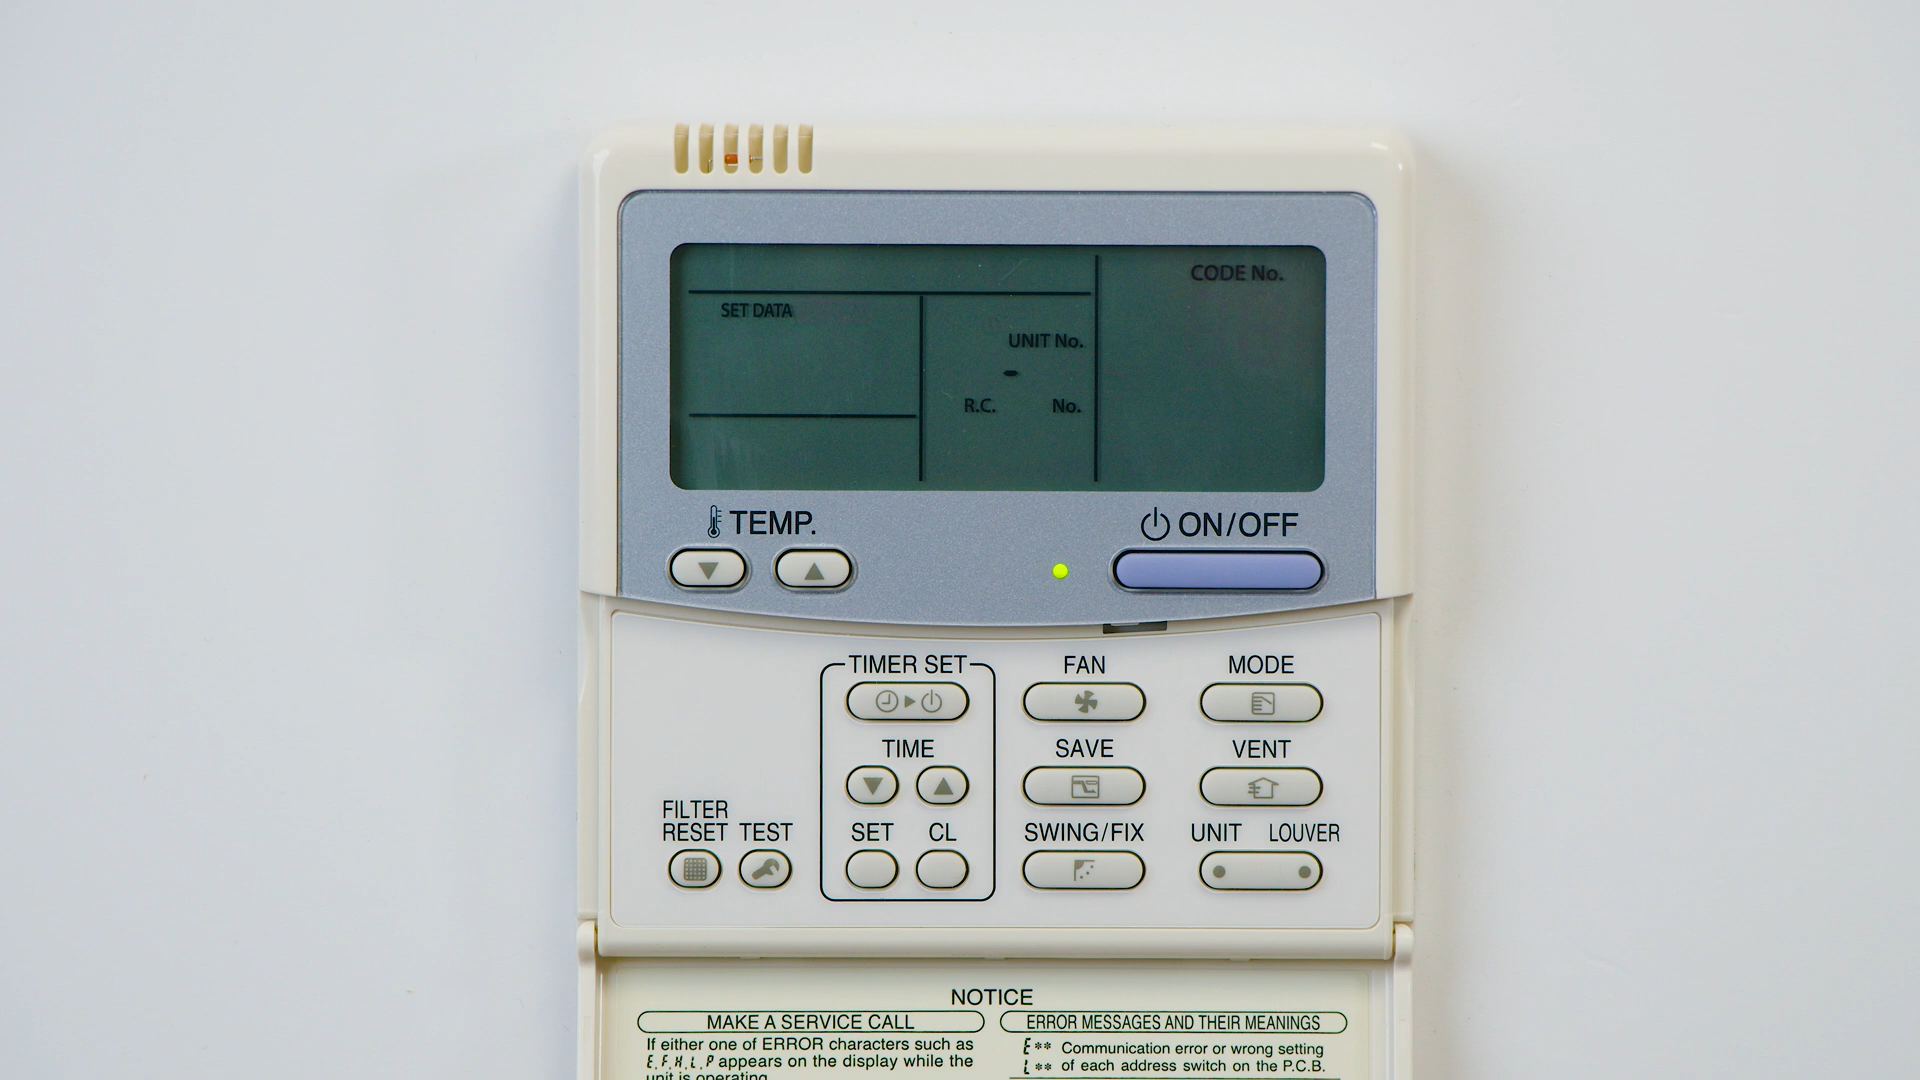 CODE No.
SET DATA
UNIT No.
-
R.C. No.
TEMP.
ON/OFF
TIMER SET
FAN
MODE
TIME
SAVE
VENT
FILTER
RESET
TEST
SET
CL
SWING/FIX
UNIT LOUVER
NOTICE
MAKE A SERVICE CALL
If either one of ERROR characters such as
E, F, H, L, P appears on the display while the
unit is operating
ERROR MESSAGES AND THEIR MEANINGS
E** Communication error or wrong setting
L** of each address switch on the P.C.B.